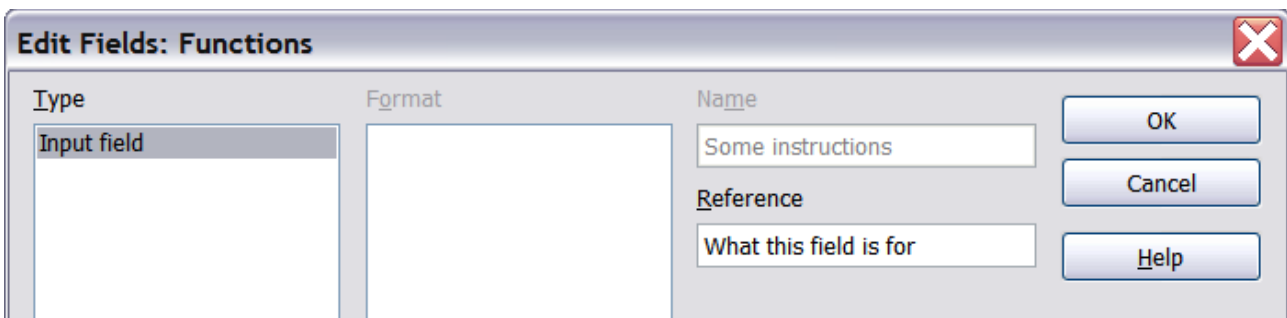 Edit Fields: Functions
Type
Format
Name
Input field
Some instructions
OK
Cancel
Reference
What this field is for
Help